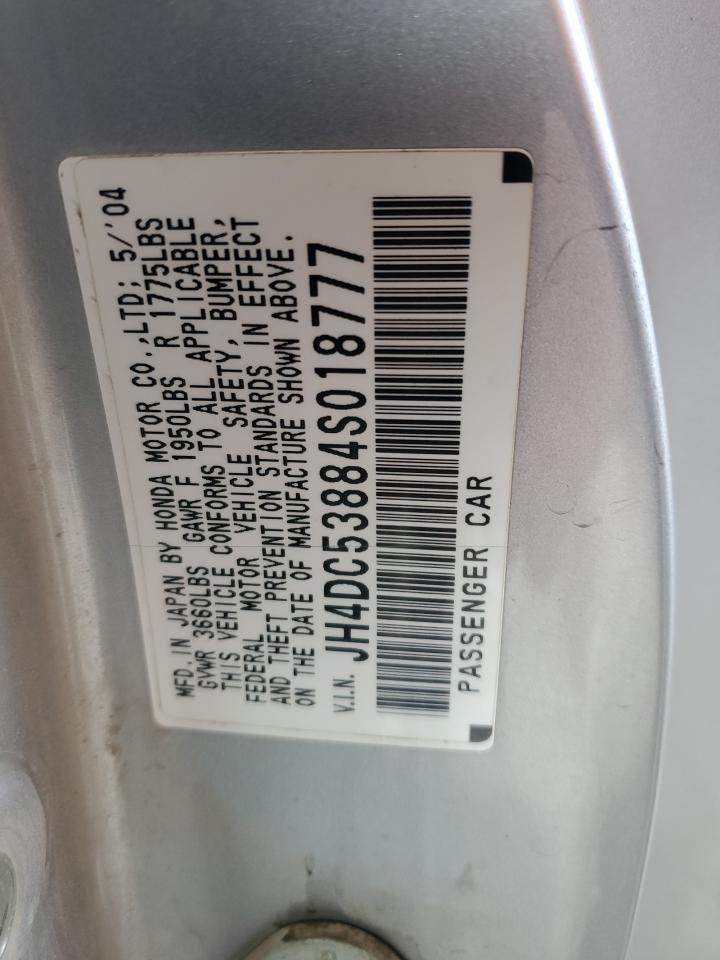 MFD.IN JAPAN BY HONDA MOTOR CO.,LTD; 5/'04
GVWR 3660LBS GAWR F 1950LBS R 1775LBS
THIS VEHICLE CONFORMS TO ALL APPLICABLE
FEDERAL MOTOR VEHICLE SAFETY, BUMPER,
AND THEFT PREVENTION STANDARDS IN EFFECT
ON THE DATE OF MANUFACTURE SHOWN ABOVE.
V.I.N. JH4DC53884S018777
PASSENGER CAR